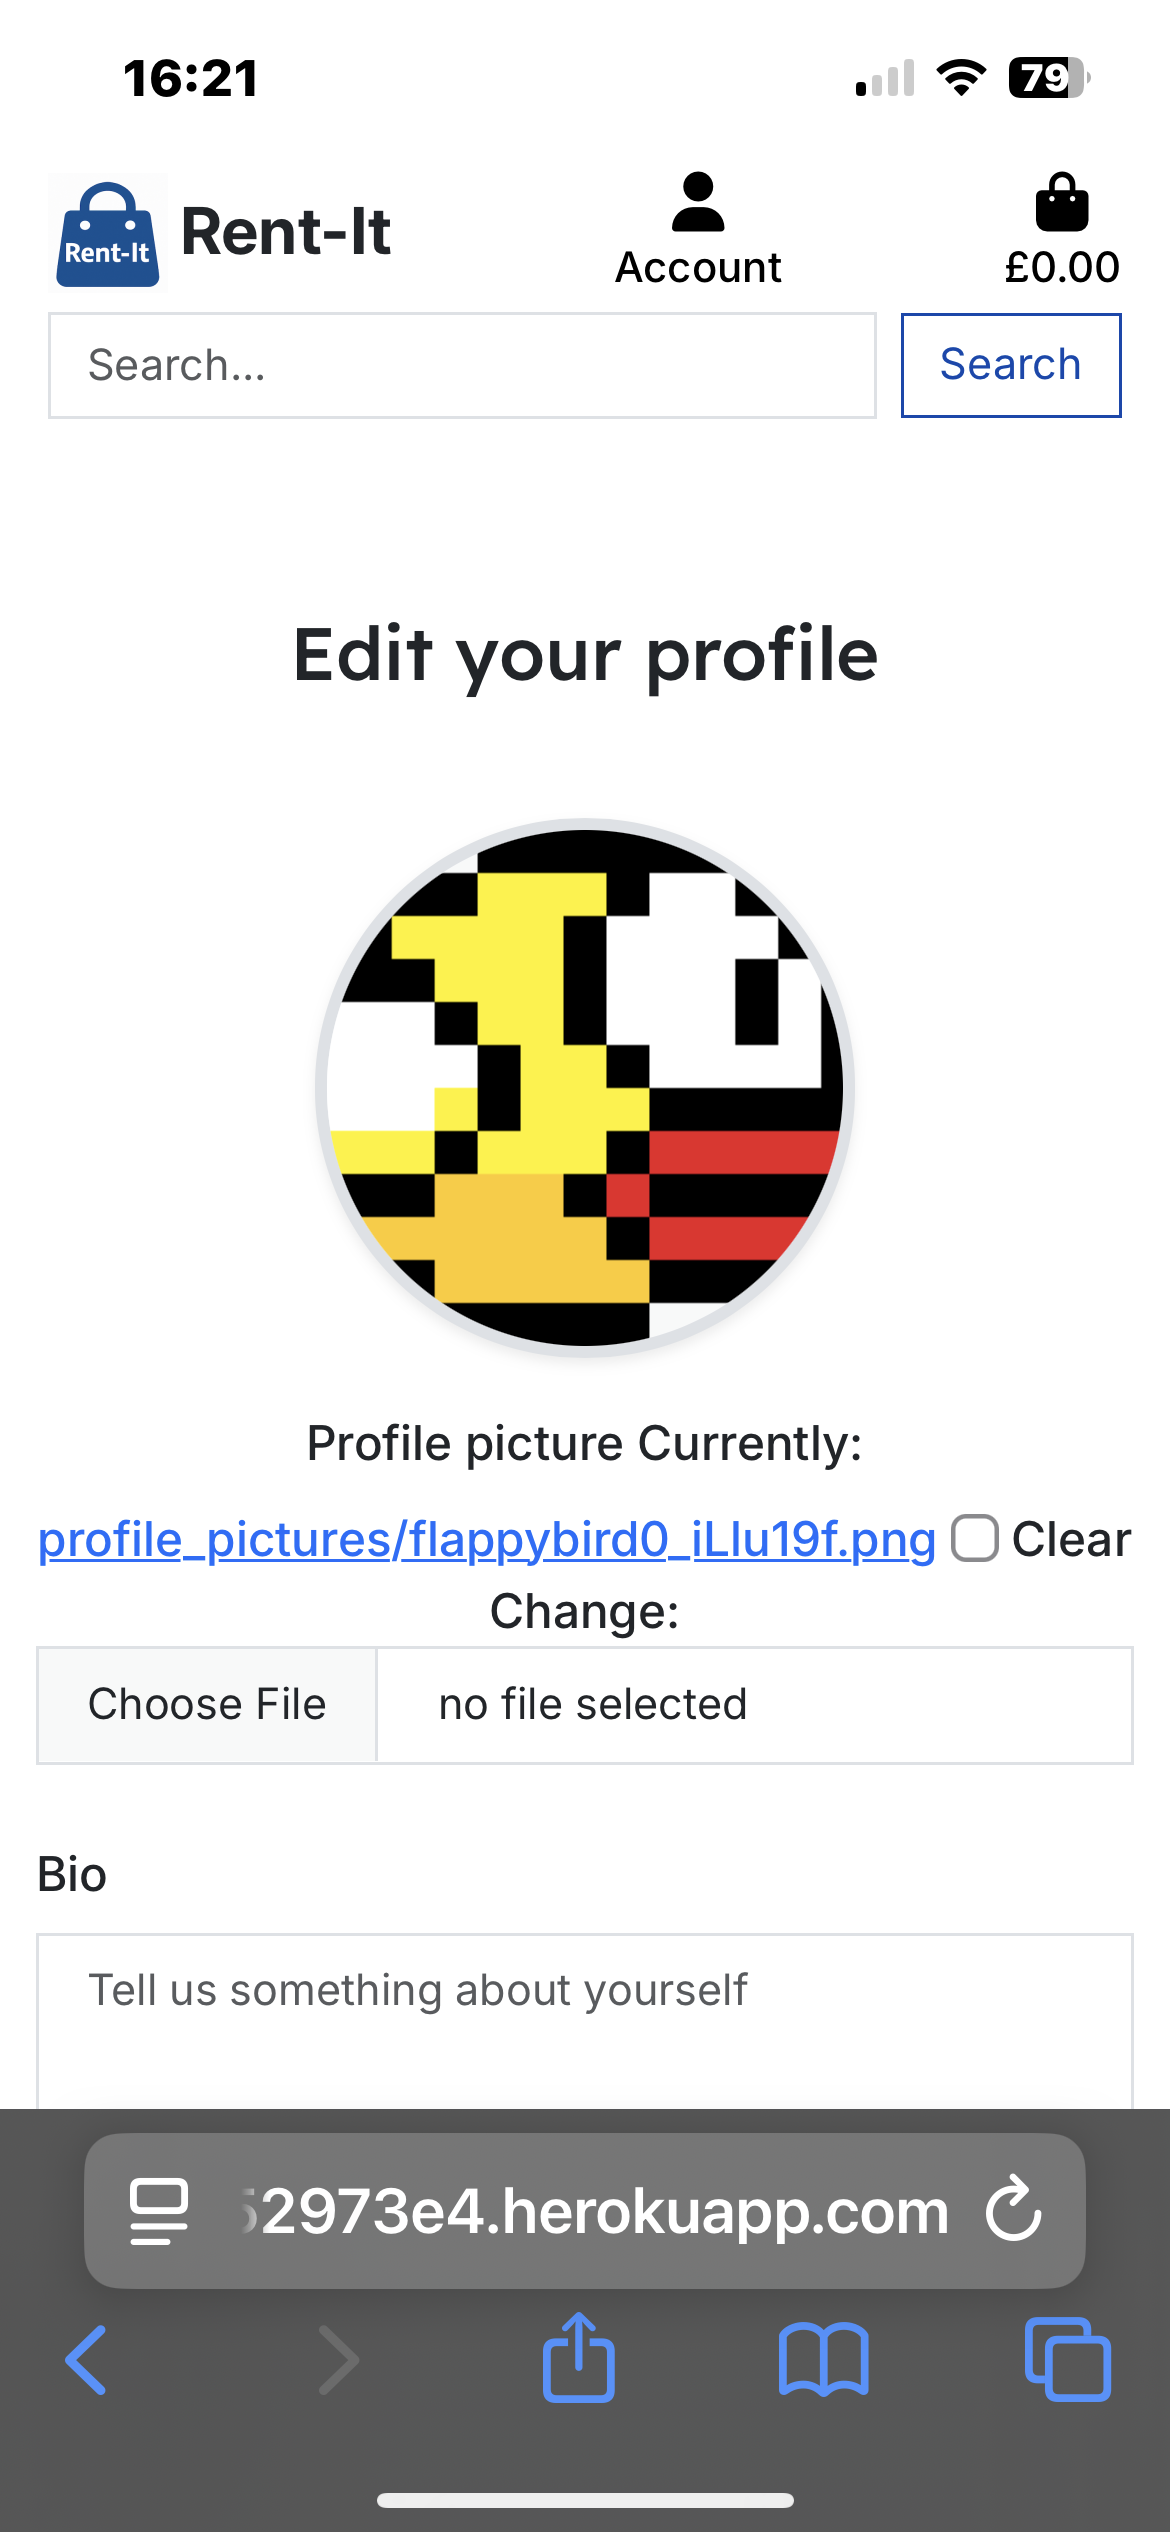 16:21
79
Rent-It
Rent-It
Account
£0.00
Search...
Search
Edit your profile
Profile picture Currently:
profile_pictures/flappybird0_iLlu19f.png Clear
Change:
Choose File
no file selected
Bio
Tell us something about yourself
2973e4.herokuapp.com